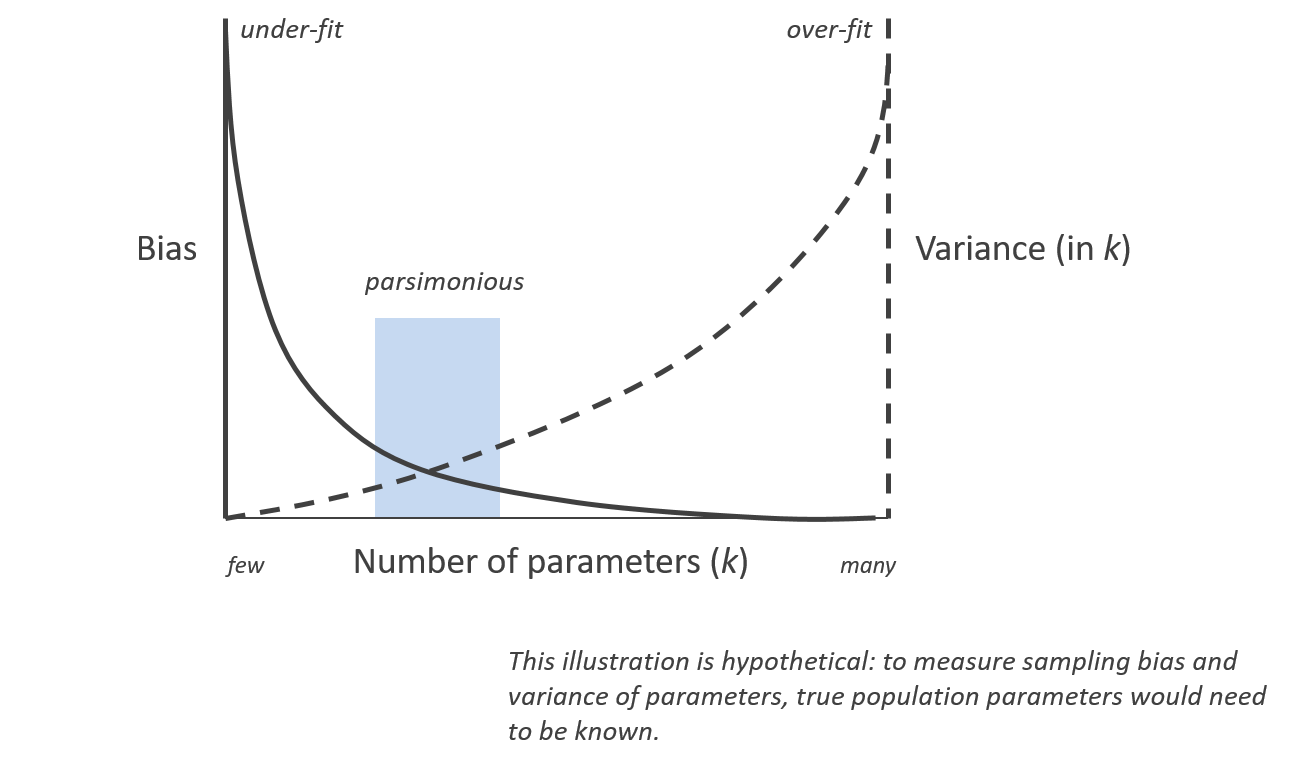 under-fit
over-fit
Bias
Variance (in k)
parsimonious
few
Number of parameters (k)
many
This illustration is hypothetical: to measure sampling bias and
variance of parameters, true population parameters would need
to be known.